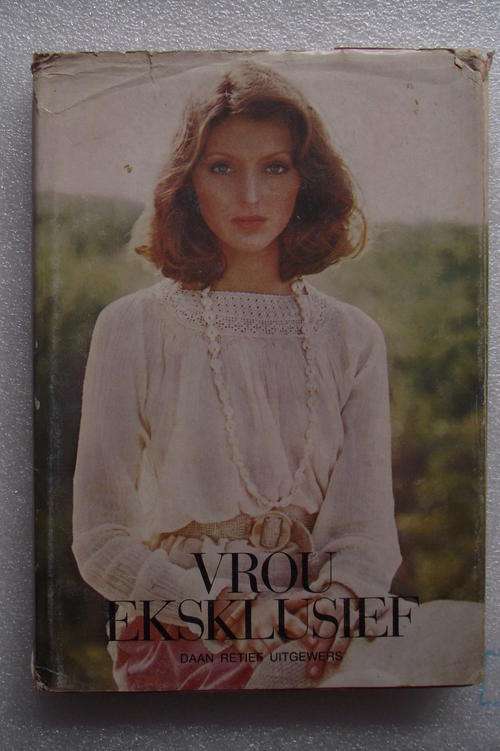 VROU
EKSKLUSIEF
DAAN RETIEF UITGEWERS